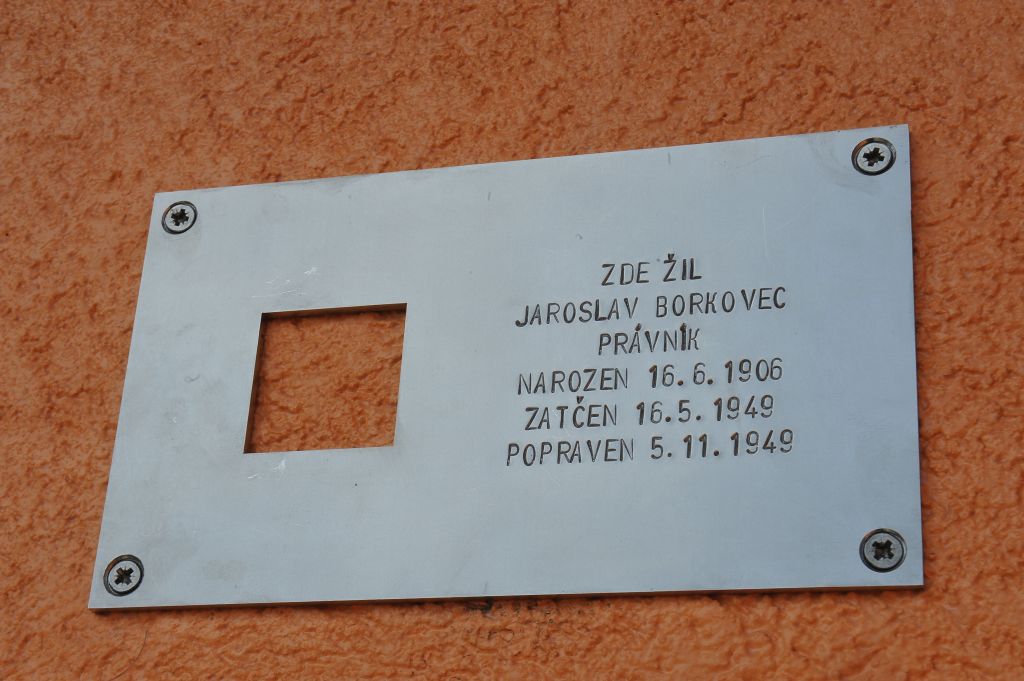 ZDE ŽIL
JAROSLAV BORKOVEC
PRÁVNÍK
NAROZEN 16.6.1906
ZATČEN 16.5.1949
POPRAVEN 5.11.1949